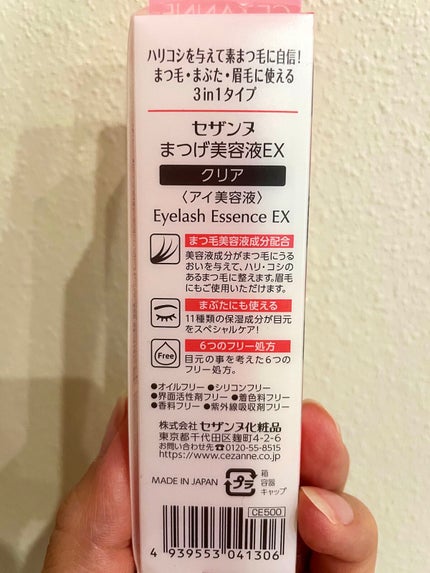 CEZANNE
ハリコシを与えて素まつ毛に自信!
まつ毛・まぶた・眉毛に使える
3in1タイプ
セザンヌ
まつげ美容液EX
クリア
〈アイ美容液〉
Eyelash Essence EX
まつ毛美容液成分配合
美容液成分がまつ毛にうる
おいを与えて、ハリ・コシの
あるまつ毛に整えます。眉毛
にもご使用いただけます。
まぶたにも使える
11種類の保湿成分が目元
をスペシャルケア!
Free
6つのフリー処方
目元の事を考えた6つの
フリー処方。
●オイルフリー ●シリコンフリー
●界面活性剤フリー ●着色料フリー
●香料フリー ●紫外線吸収剤フリー
株式会社 セザンヌ化粧品
東京都千代田区麹町4-2-6
お問い合わせ先 0120-55-8515
https://www.cezanne.co.jp
MADE IN JAPAN
プラ
箱
容器
キャップ
CE500
4 939553 041306